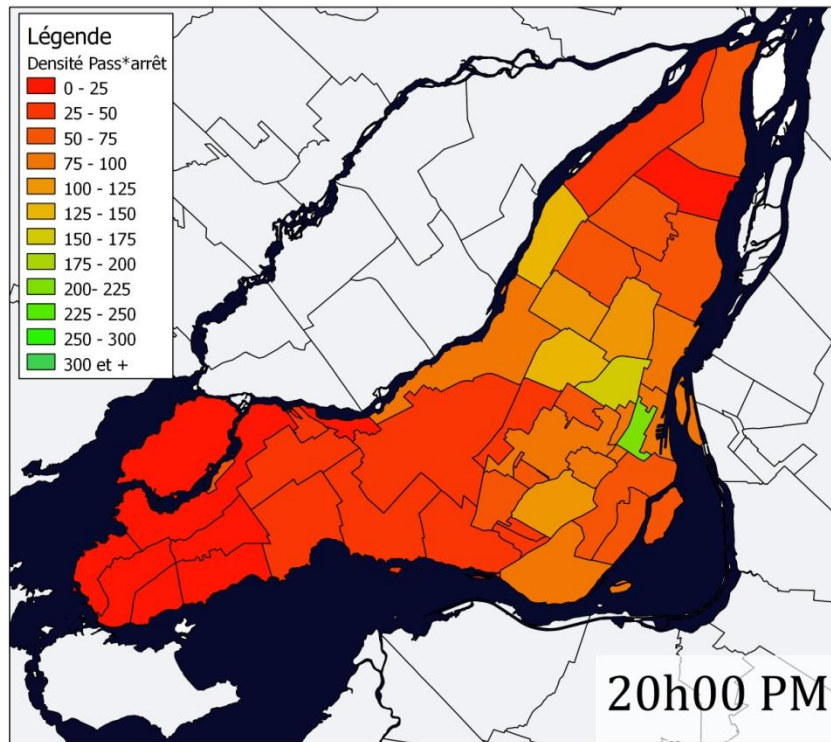 Légende
Densité Pass*arrêt
0 - 25
25 - 50
50 - 75
75 - 100
100 - 125
125 - 150
150 - 175
175 - 200
200- 225
225 - 250
250 - 300
300 et +
20h00 PM